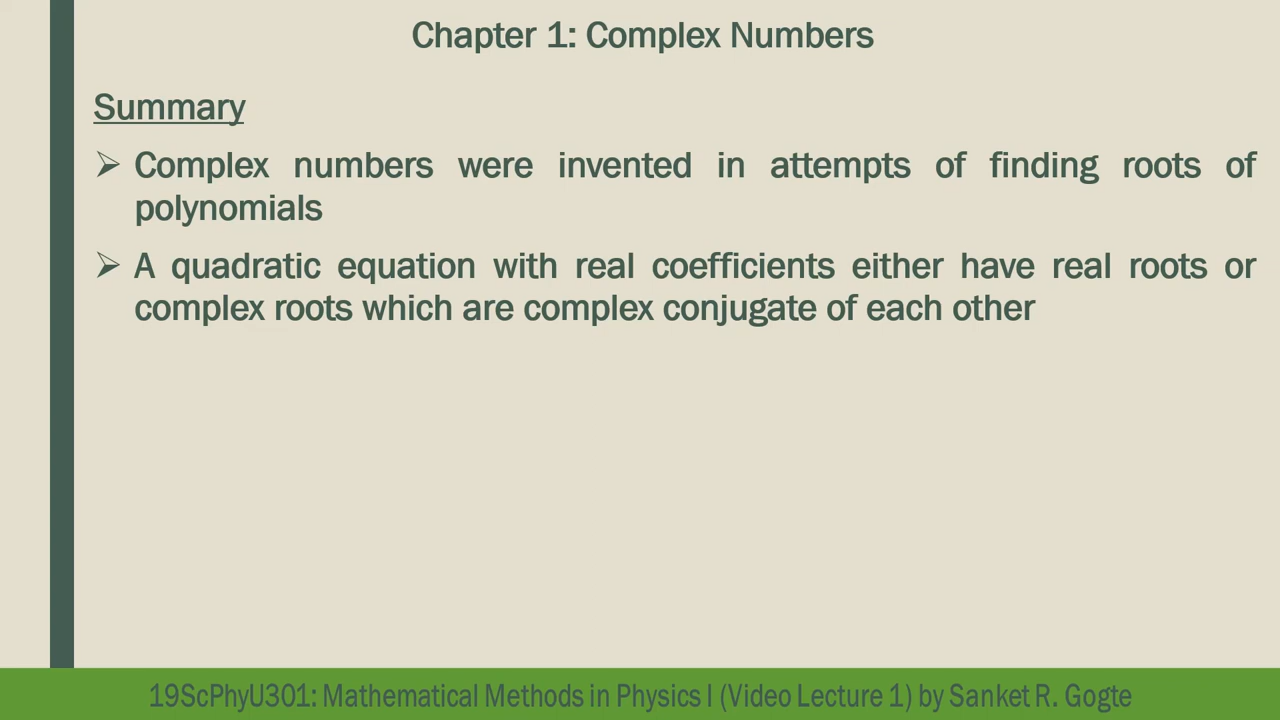 Chapter 1: Complex Numbers
Summary
➢ Complex numbers were invented in attempts of finding roots of
polynomials
➢ A quadratic equation with real coefficients either have real roots or
complex roots which are complex conjugate of each other
19ScPhyU301: Mathematical Methods in Physics I (Video Lecture 1) by Sanket R. Gogte